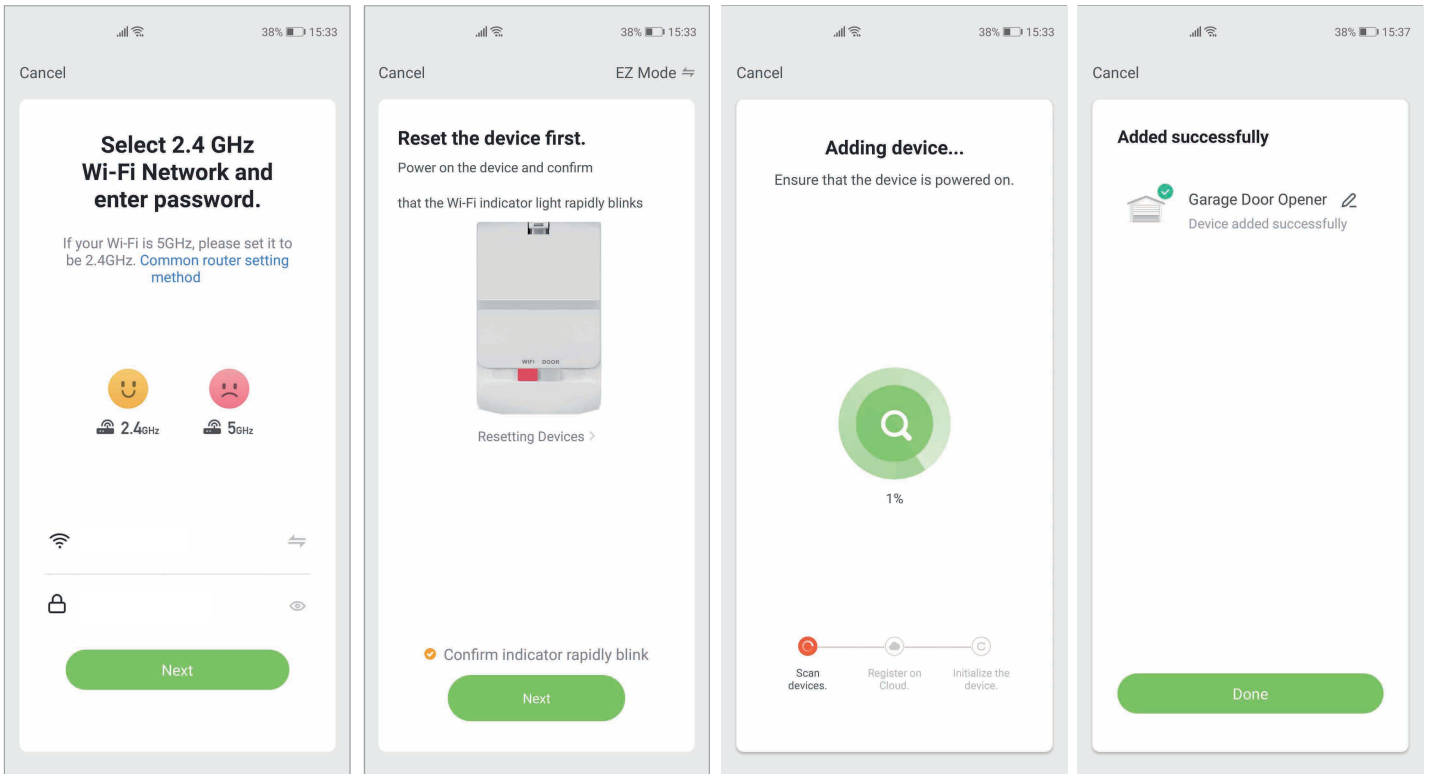 38% 15:33
Cancel
Select 2.4 GHz
Wi-Fi Network and
enter password.
If your Wi-Fi is 5GHz, please set it to
be 2.4GHz. Common router setting
method
2.4GHz
5GHz
Next
38% 15:33
Cancel
EZ Mode
Reset the device first.
Power on the device and confirm
that the Wi-Fi indicator light rapidly blinks
WIFI DOOR
Resetting Devices >
Confirm indicator rapidly blink
Next
38% 15:33
Cancel
Adding device...
Ensure that the device is powered on.
1%
Scan
devices.
Register on
Cloud.
Initialize the
device.
38% 15:37
Cancel
Added successfully
Garage Door Opener
Device added successfully
Done